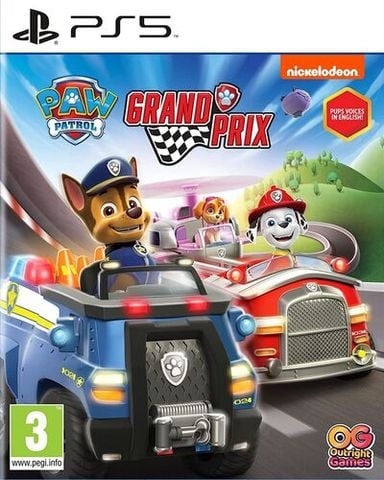 PS5
nickelodeon
PAW
PATROL
GRAND
PRIX
PUPS VOICES
IN ENGLISH!
3
www.pegi.info
OG
Outright
Games